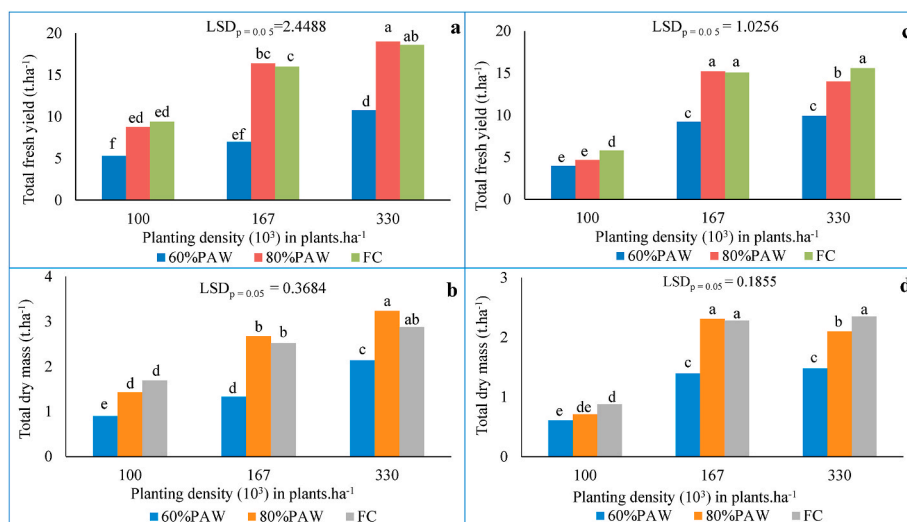 LSDp = 0.05=2.4488
a
Total fresh yield (t.ha-1)
20
15
10
5
0
f ed ed
ef bc c
d a ab
100 167 330
Planting density (10³) in plants.ha-1
60%PAW 80%PAW FC
LSDp = 0.05=1.0256
c
Total fresh yield (t.ha-1)
20
15
10
5
0
e e d
c a a
c b a
100 167 330
Planting density (10³) in plants.ha-1
60%PAW 80%PAW FC
LSDp = 0.05 = 0.3684
b
Total dry mass (t.ha-1)
4
3
2
1
0
e d d
d b b
c a ab
100 167 330
Planting density (10³) in plants.ha-1
60%PAW 80%PAW FC
LSDp = 0.05 = 0.1855
d
Total dry mass (t.ha-1)
3
2
1
0
e de d
c a a
c b a
100 167 330
Planting density (10³) in plants.ha-1
60%PAW 80%PAW FC